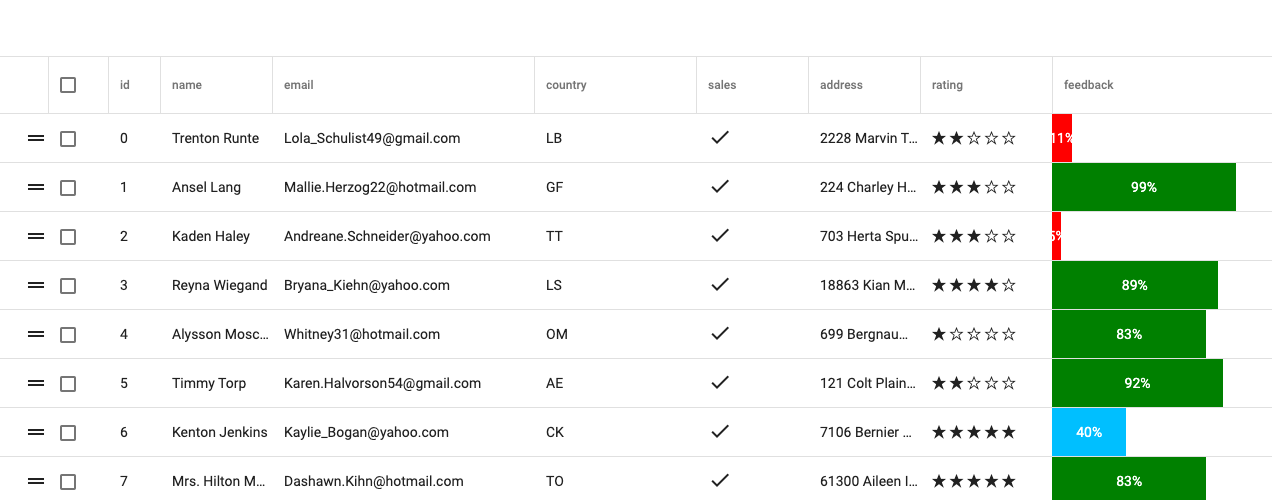 id name email country sales address rating feedback
0 Trenton Runte Lola_Schulist49@gmail.com LB 2228 Marvin T... 11%
1 Ansel Lang Mallie.Herzog22@hotmail.com GF 224 Charley H... 99%
2 Kaden Haley Andreane.Schneider@yahoo.com TT 703 Herta Spu... 5%
3 Reyna Wiegand Bryana_Kiehn@yahoo.com LS 18863 Kian M... 89%
4 Alysson Mosc... Whitney31@hotmail.com OM 699 Bergnau... 83%
5 Timmy Torp Karen.Halvorson54@gmail.com AE 121 Colt Plain... 92%
6 Kenton Jenkins Kaylie_Bogan@yahoo.com CK 7106 Bernier ... 40%
7 Mrs. Hilton M... Dashawn.Kihn@hotmail.com TO 61300 Aileen I... 83%